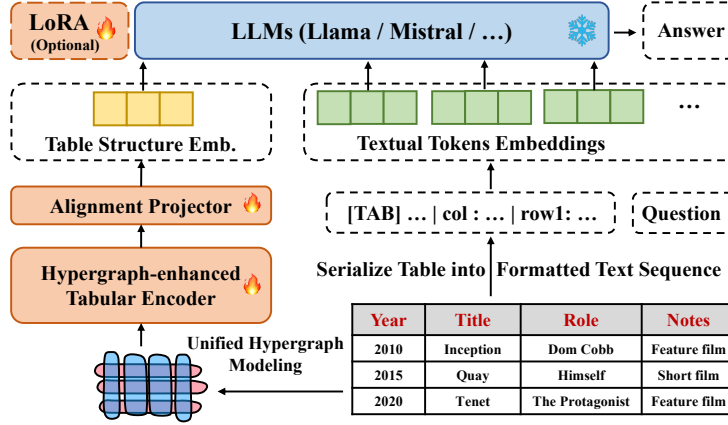 LoRA
(Optional)
LLMs (Llama / Mistral / …)
Answer
Table Structure Emb.
Textual Tokens Embeddings
…
Alignment Projector
[TAB] … | col : … | row1: …
Question
Hypergraph-enhanced
Tabular Encoder
Serialize Table into Formatted Text Sequence
Unified Hypergraph
Modeling
Year Title Role Notes
2010 Inception Dom Cobb Feature film
2015 Quay Himself Short film
2020 Tenet The Protagonist Feature film